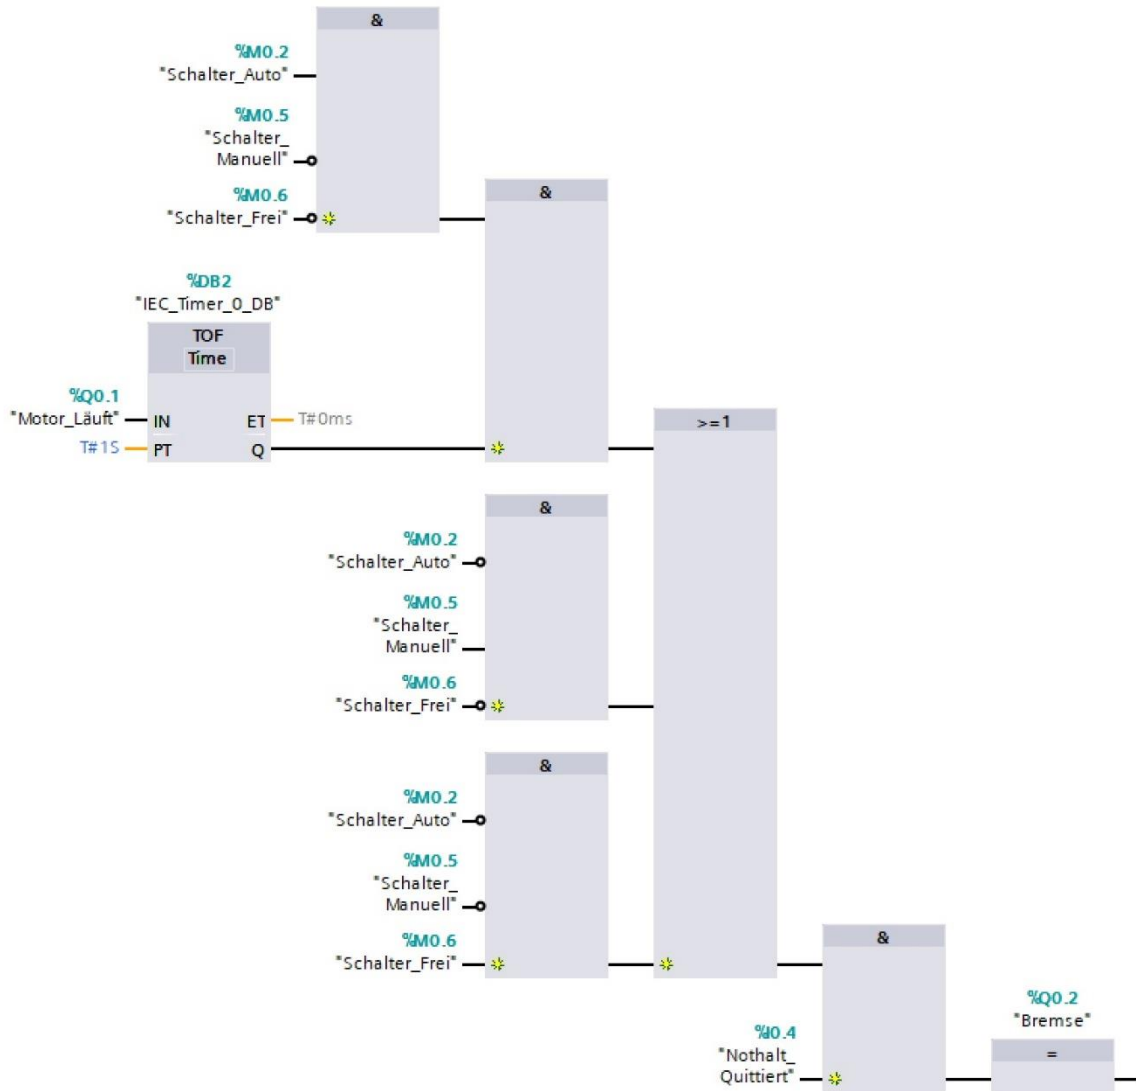 &
%M0.2
"Schalter_Auto"
%M0.5
"Schalter_
Manuell"
%M0.6
"Schalter_Frei"
&
%DB2
"IEC_Timer_0_DB"
TOF
Time
%Q0.1
"Motor_Läuft"
IN
ET
T#0ms
T#1S
PT
Q
>=1
&
%M0.2
"Schalter_Auto"
%M0.5
"Schalter_
Manuell"
%M0.6
"Schalter_Frei"
&
%M0.2
"Schalter_Auto"
%M0.5
"Schalter_
Manuell"
%M0.6
"Schalter_Frei"
&
%I0.4
"Nothalt_
Quittiert"
%Q0.2
"Bremse"
=